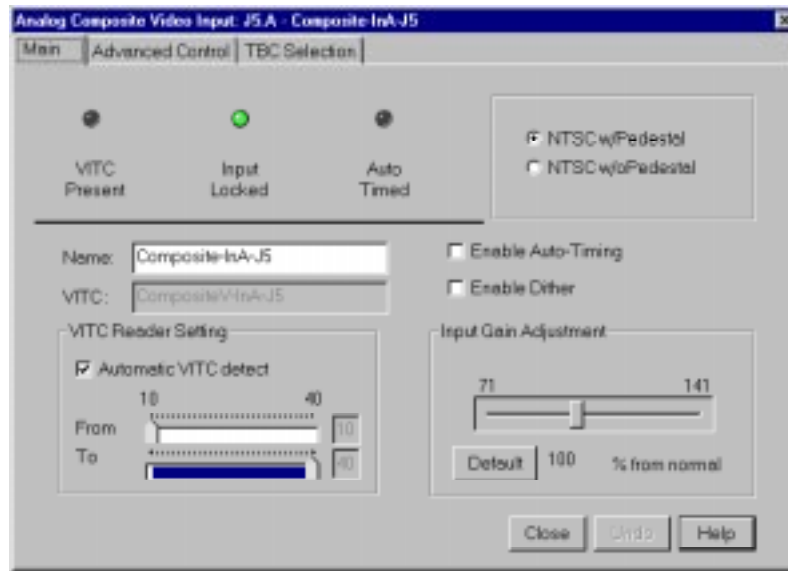 Analog Composite Video Input: J5.A - Composite-InA-J5
Main
Advanced Control
TBC Selection
VITC Present
Input Locked
Auto Timed
NTSC w/Pedestal
NTSC w/oPedestal
Name:
Composite-InA-J5
Enable Auto-Timing
VITC:
CompositeV-InA-J5
Enable Dither
VITC Reader Setting
Automatic VITC detect
10
40
From
10
To
40
Input Gain Adjustment
71
141
Default
100
% from normal
Close
Undo
Help